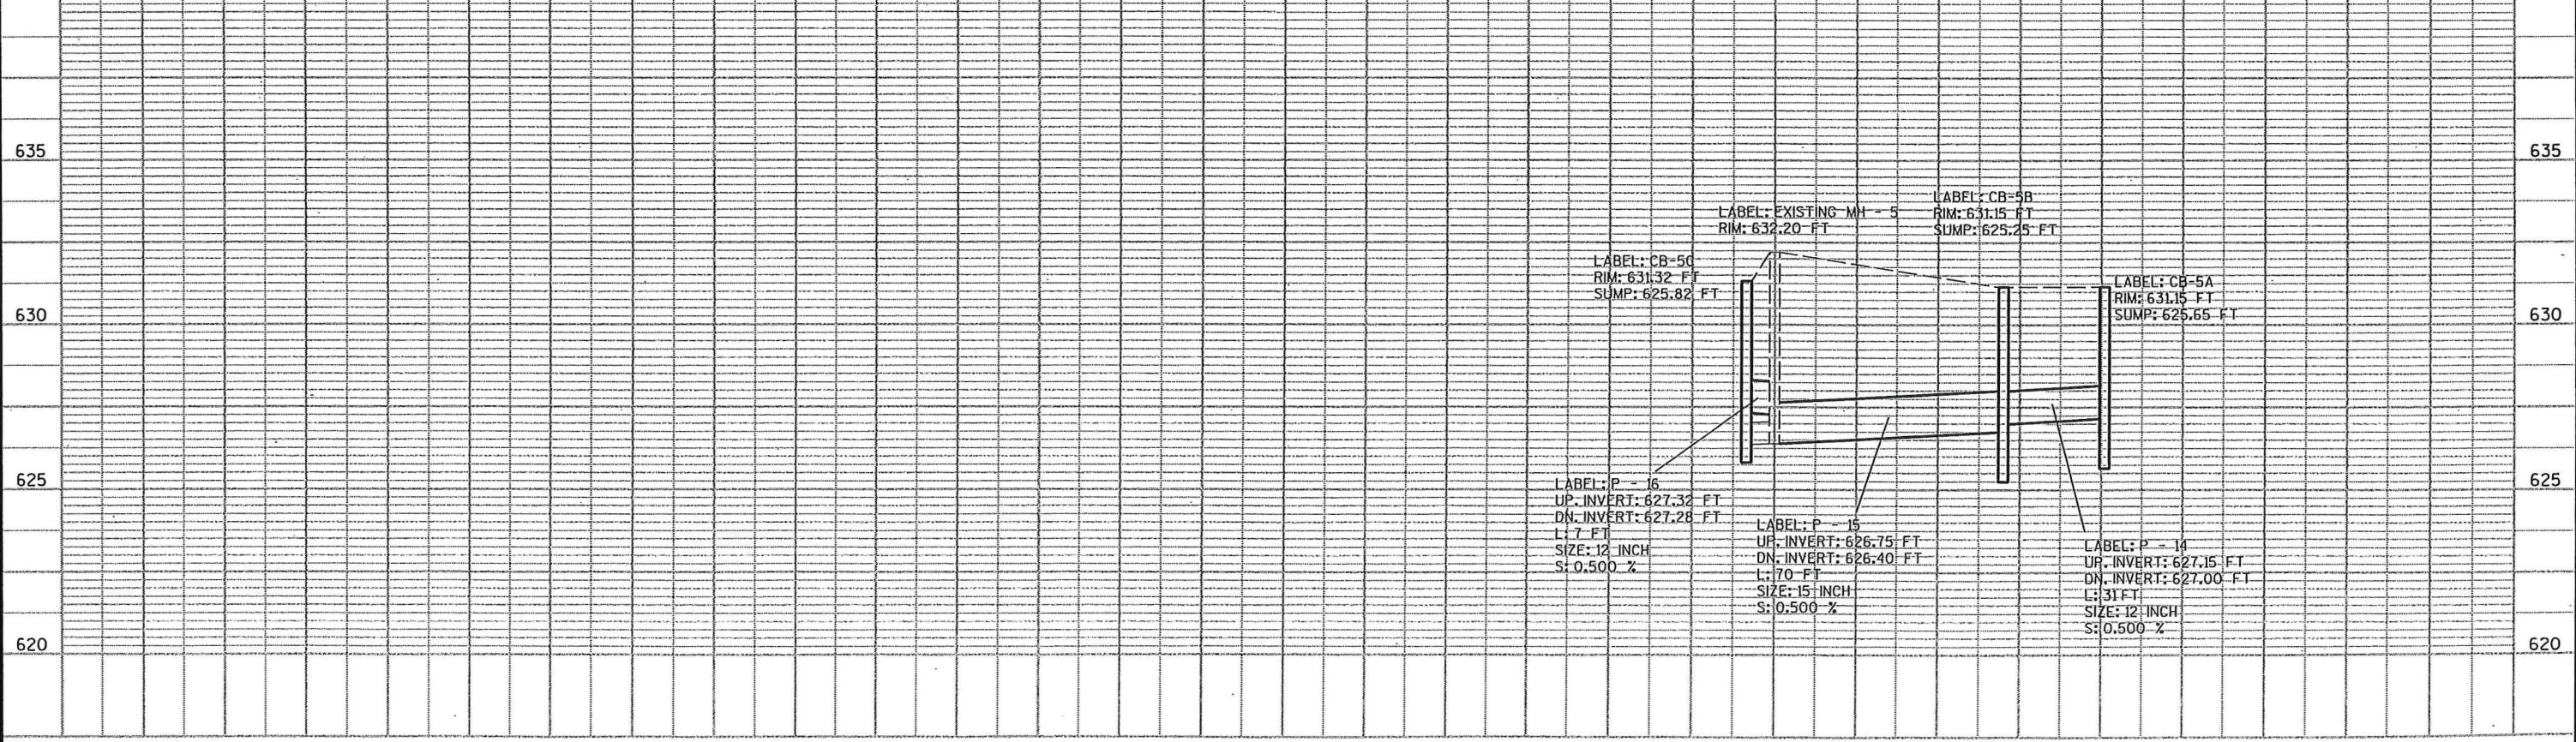 635
630
625
620
LABEL: CB-5C
RIM: 631.32 FT
SUMP: 625.82 FT
LABEL: EXISTING MH - 5
RIM: 632.20 FT
LABEL: CB-5B
RIM: 631.15 FT
SUMP: 625.25 FT
LABEL: CB-5A
RIM: 631.15 FT
SUMP: 625.65 FT
LABEL: P - 16
UP. INVERT: 627.32 FT
DN. INVERT: 627.28 FT
L: 7 FT
SIZE: 12 INCH
S: 0.500 %
LABEL: P - 15
UP. INVERT: 626.75 FT
DN. INVERT: 626.40 FT
L: 70 FT
SIZE: 15 INCH
S: 0.500 %
LABEL: P - 14
UP. INVERT: 627.15 FT
DN. INVERT: 627.00 FT
L: 31 FT
SIZE: 12 INCH
S: 0.500 %
635
630
625
620